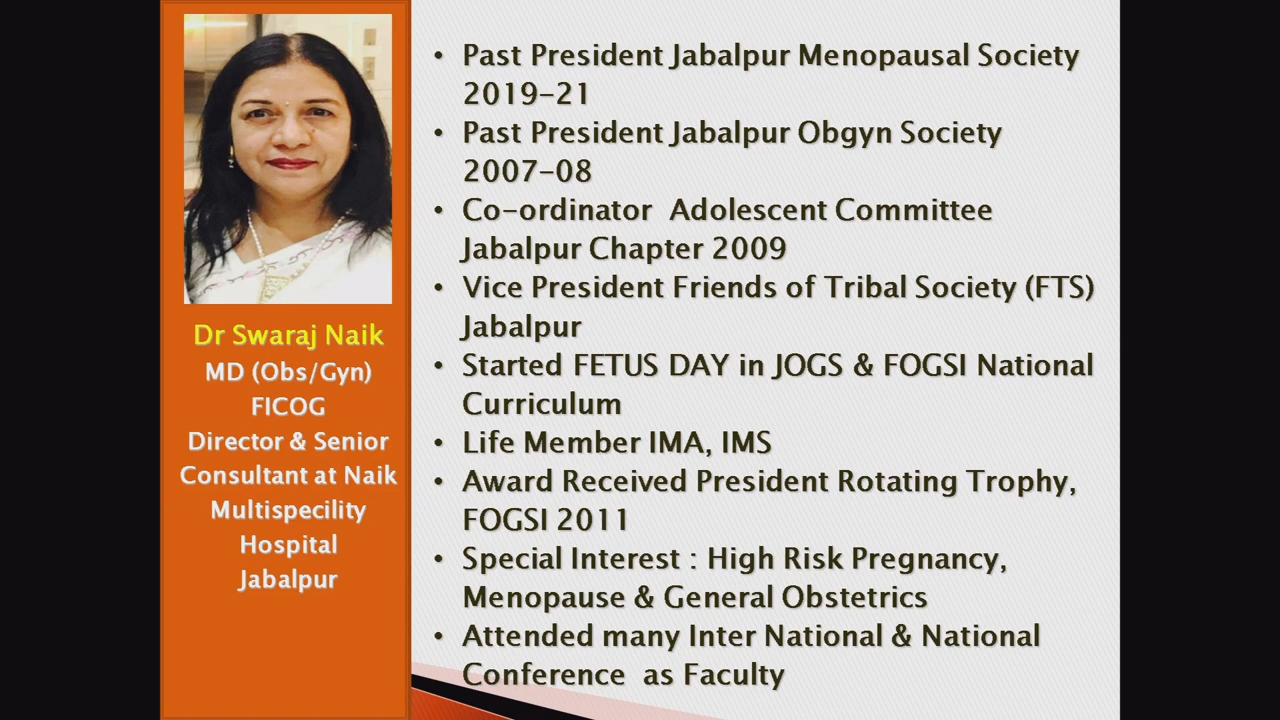 Dr Swaraj Naik
MD (Obs/Gyn)
FICOG
Director & Senior
Consultant at Naik
Multispecility
Hospital
Jabalpur
• Past President Jabalpur Menopausal Society
2019-21
• Past President Jabalpur Obgyn Society
2007-08
• Co-ordinator  Adolescent Committee
Jabalpur Chapter 2009
• Vice President Friends of Tribal Society (FTS)
Jabalpur
• Started FETUS DAY in JOGS & FOGSI National
Curriculum
• Life Member IMA, IMS
• Award Received President Rotating Trophy,
FOGSI 2011
• Special Interest : High Risk Pregnancy,
Menopause & General Obstetrics
• Attended many Inter National & National
Conference  as Faculty